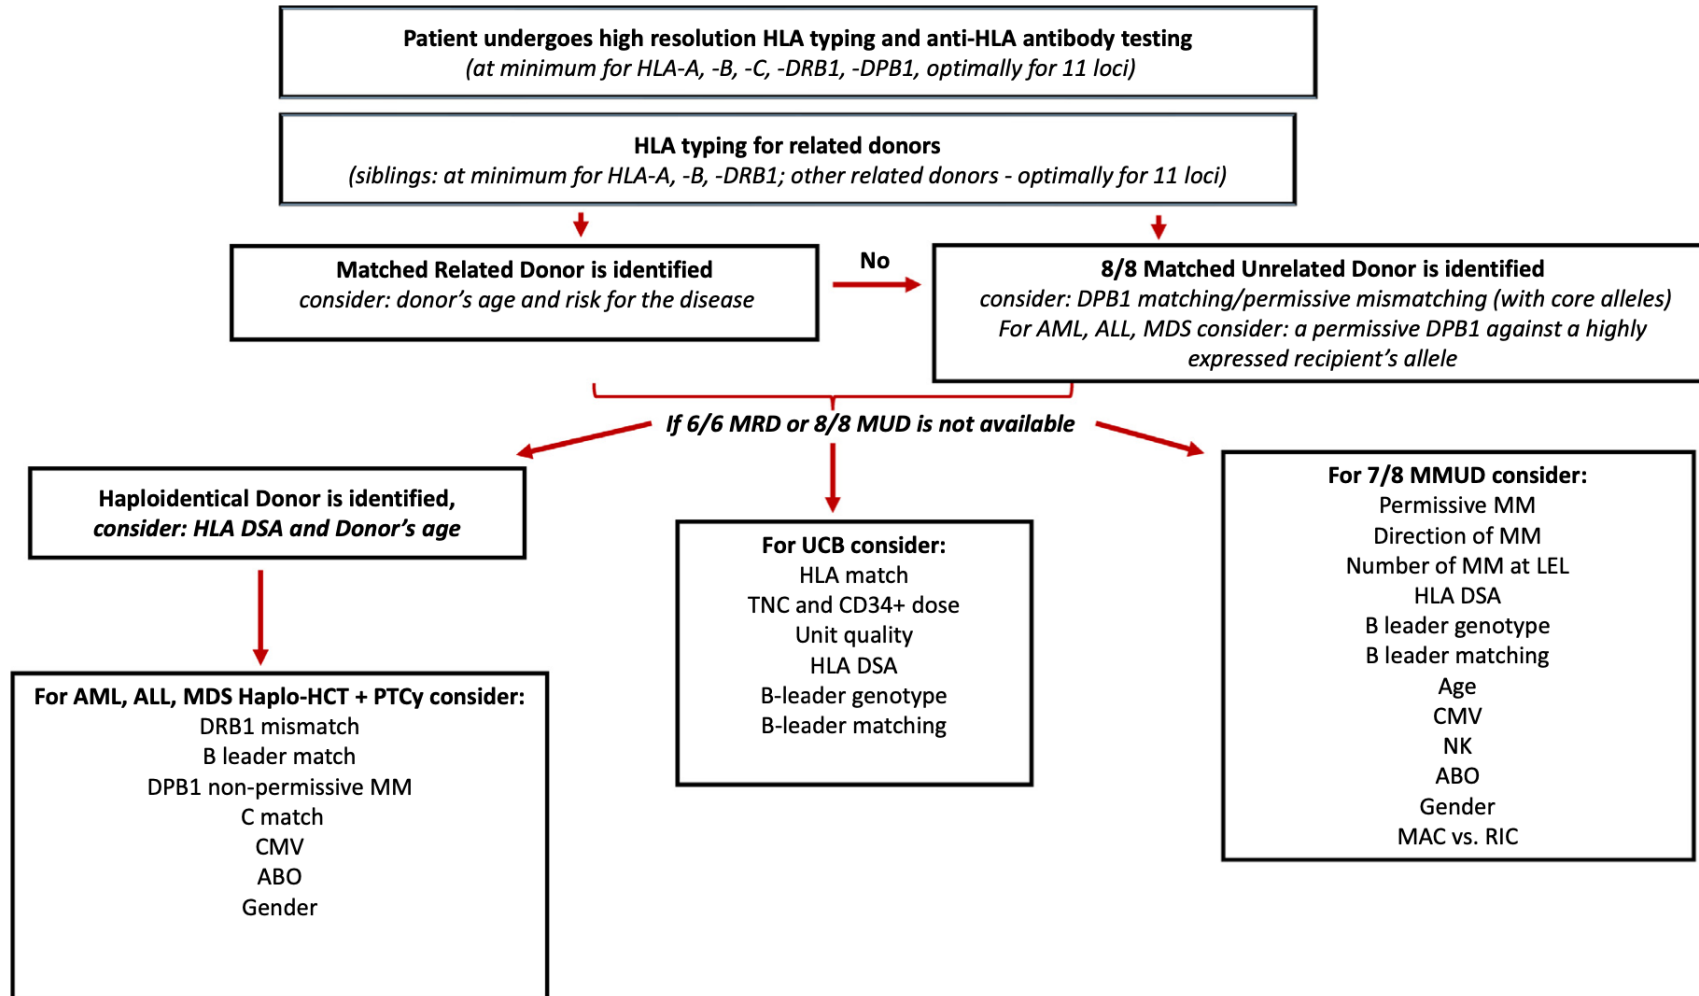 Patient undergoes high resolution HLA typing and anti-HLA antibody testing
(at minimum for HLA-A, -B, -C, -DRB1, -DPB1, optimally for 11 loci)
HLA typing for related donors
(siblings: at minimum for HLA-A, -B, -DRB1; other related donors - optimally for 11 loci)
Matched Related Donor is identified
consider: donor's age and risk for the disease
No
8/8 Matched Unrelated Donor is identified
consider: DPB1 matching/permissive mismatching (with core alleles)
For AML, ALL, MDS consider: a permissive DPB1 against a highly
expressed recipient's allele
If 6/6 MRD or 8/8 MUD is not available
Haploidentical Donor is identified,
consider: HLA DSA and Donor's age
For AML, ALL, MDS Haplo-HCT + PTCy consider:
DRB1 mismatch
B leader match
DPB1 non-permissive MM
C match
CMV
ABO
Gender
For UCB consider:
HLA match
TNC and CD34+ dose
Unit quality
HLA DSA
B-leader genotype
B-leader matching
For 7/8 MMUD consider:
Permissive MM
Direction of MM
Number of MM at LEL
HLA DSA
B leader genotype
B leader matching
Age
CMV
NK
ABO
Gender
MAC vs. RIC